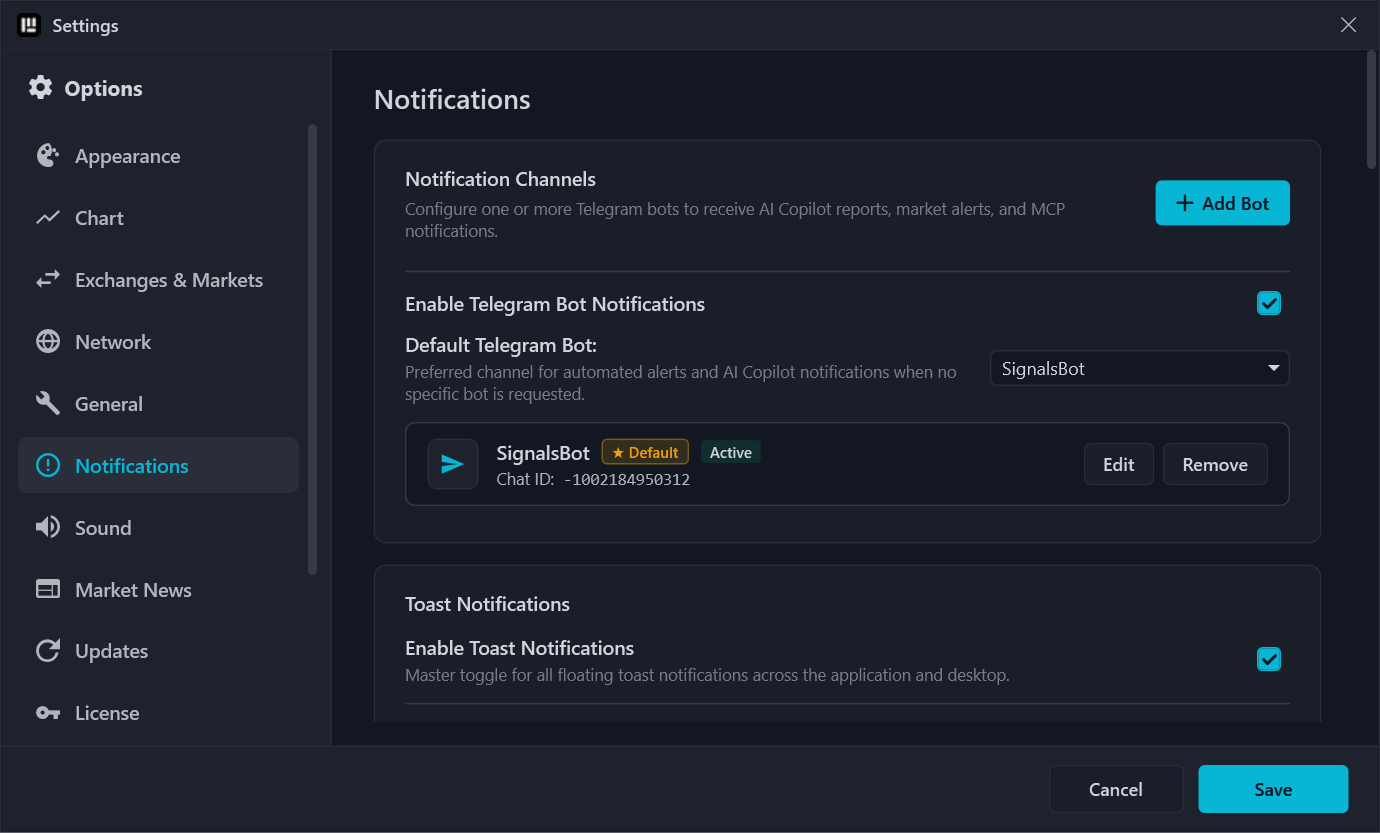 Settings
Options
Appearance
Chart
Exchanges & Markets
Network
General
Notifications
Sound
Market News
Updates
License
Notifications
Notification Channels
Configure one or more Telegram bots to receive AI Copilot reports, market alerts, and MCP
notifications.
Add Bot
Enable Telegram Bot Notifications
Default Telegram Bot:
Preferred channel for automated alerts and AI Copilot notifications when no
specific bot is requested.
SignalsBot
SignalsBot ★ Default Active
Chat ID: -1002184950312
Edit Remove
Toast Notifications
Enable Toast Notifications
Master toggle for all floating toast notifications across the application and desktop.
Cancel Save